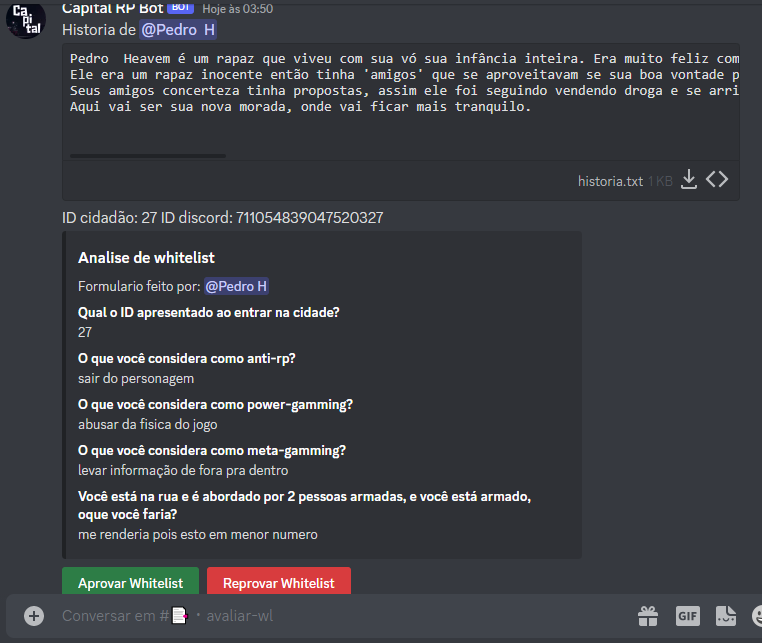 Ca
pi
tal
Capital RP Bot BOT Hoje às 03:50
Historia de @Pedro H
Pedro  Heavem é um rapaz que viveu com sua vó sua infância inteira. Era muito feliz com
Ele era um rapaz inocente então tinha 'amigos' que se aproveitavam se sua boa vontade p
Seus amigos concerteza tinha propostas, assim ele foi seguindo vendendo droga e se arri
Aqui vai ser sua nova morada, onde vai ficar mais tranquilo.
historia.txt 1 KB
ID cidadão: 27 ID discord: 711054839047520327
Analise de whitelist
Formulario feito por: @Pedro H
Qual o ID apresentado ao entrar na cidade?
27
O que você considera como anti-rp?
sair do personagem
O que você considera como power-gamming?
abusar da fisica do jogo
O que você considera como meta-gamming?
levar informação de fora pra dentro
Você está na rua e é abordado por 2 pessoas armadas, e você está armado,
oque você faria?
me renderia pois esto em menor numero
Aprovar Whitelist Reprovar Whitelist
Conversar em #📑・avaliar-wl
GIF